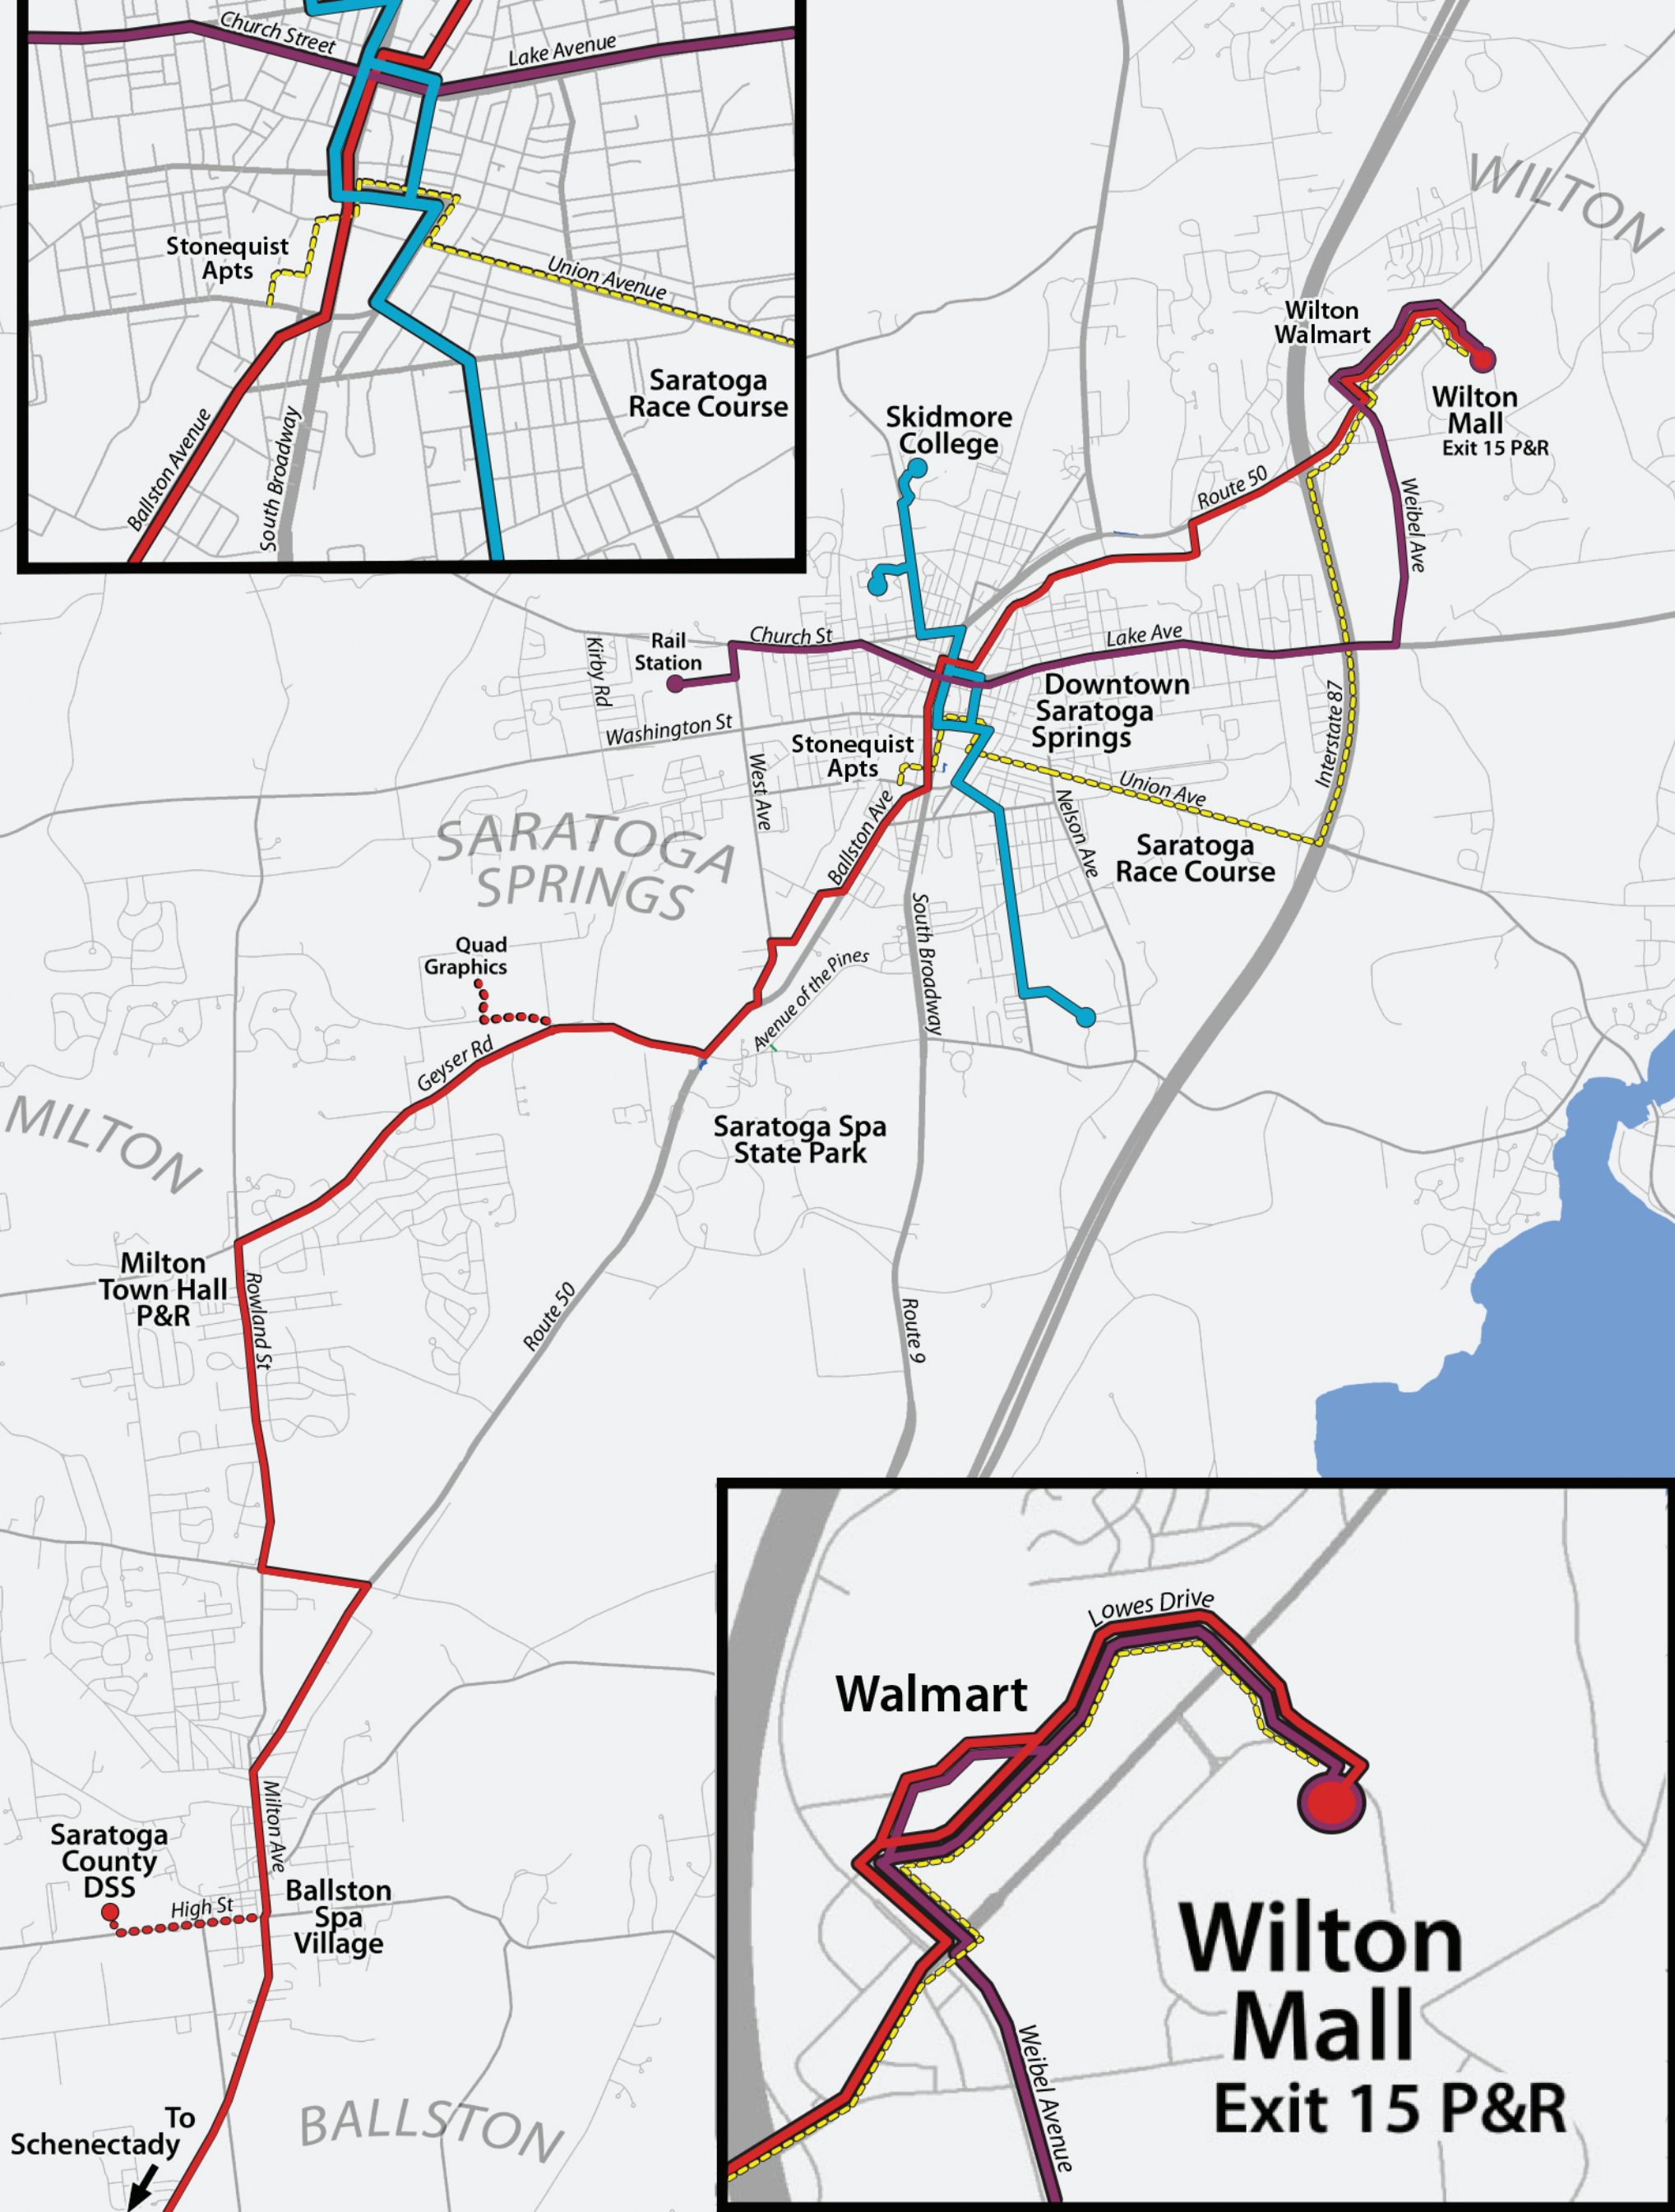 Church Street
Lake Avenue
Stonequist
Apts
Union Avenue
Saratoga
Race Course
Ballston Avenue
South Broadway
WILTON
Wilton
Walmart
Wilton
Mall
Exit 15 P&R
Skidmore
College
Route 50
Weibel Ave
Rail
Station
Church St
Lake Ave
Kirby Rd
Washington St
Downtown
Saratoga
Springs
Stonequist
Apts
West Ave
Interstate 87
Union Ave
Nelson Ave
Ballston Ave
Saratoga
Race Course
SARATOGA
SPRINGS
South Broadway
Quad
Graphics
Avenue of the Pines
Geyser Rd
MILTON
Saratoga Spa
State Park
Milton
Town Hall
P&R
Rowland St
Route 50
Route 9
Lowes Drive
Walmart
Wilton
Mall
Exit 15 P&R
Weibel Avenue
Milton Ave
Saratoga
County
DSS
High St
Ballston
Spa
Village
BALLSTON
To
Schenectady